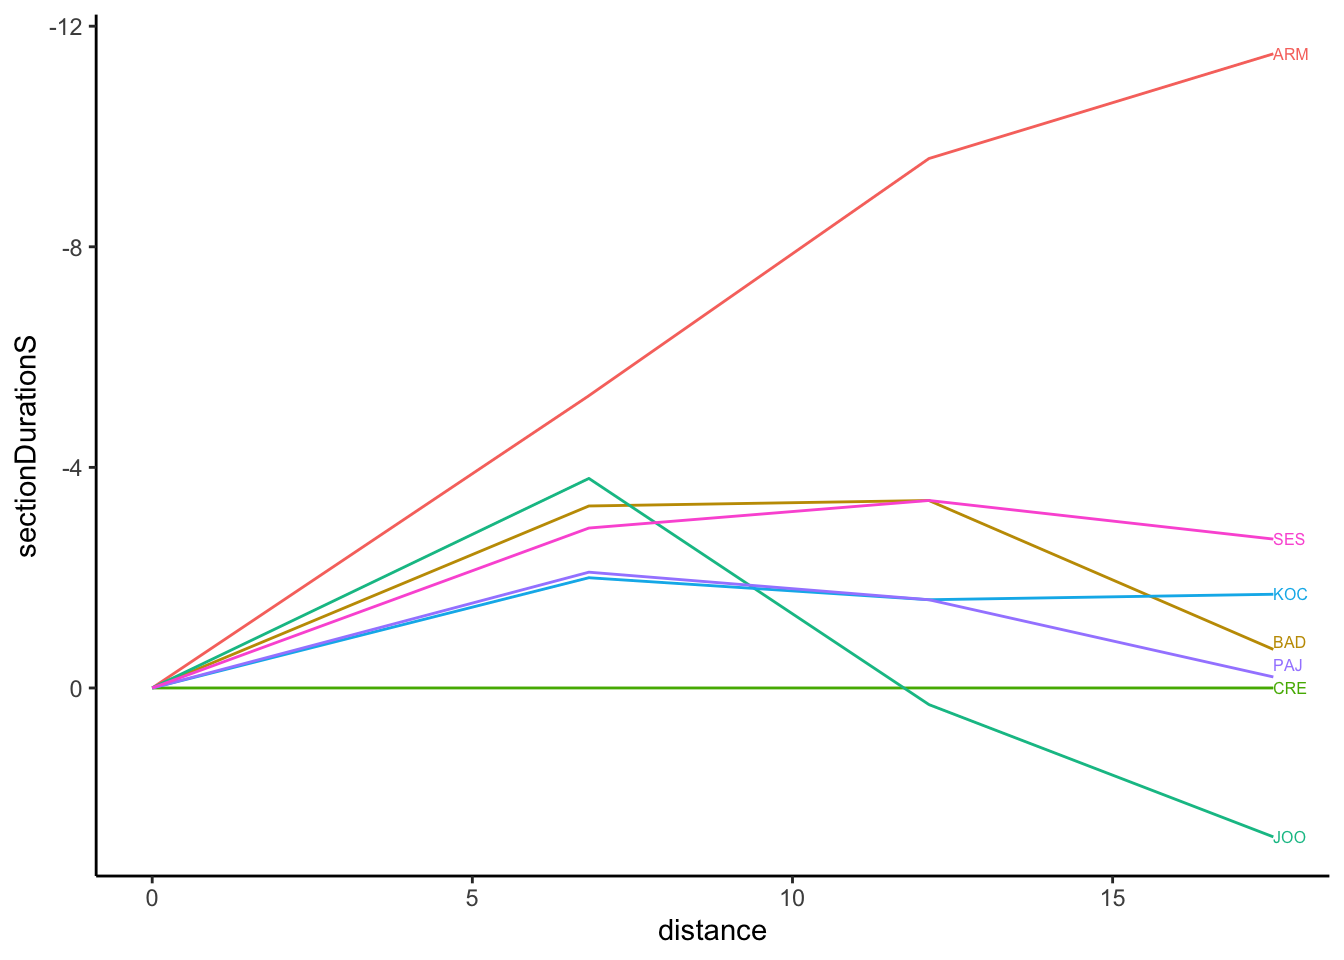 -12
-8
-4
0
sectionDurationS
ARM
SES
KOC
BAD
PAJ
CRE
JOO
0 5 10 15
distance